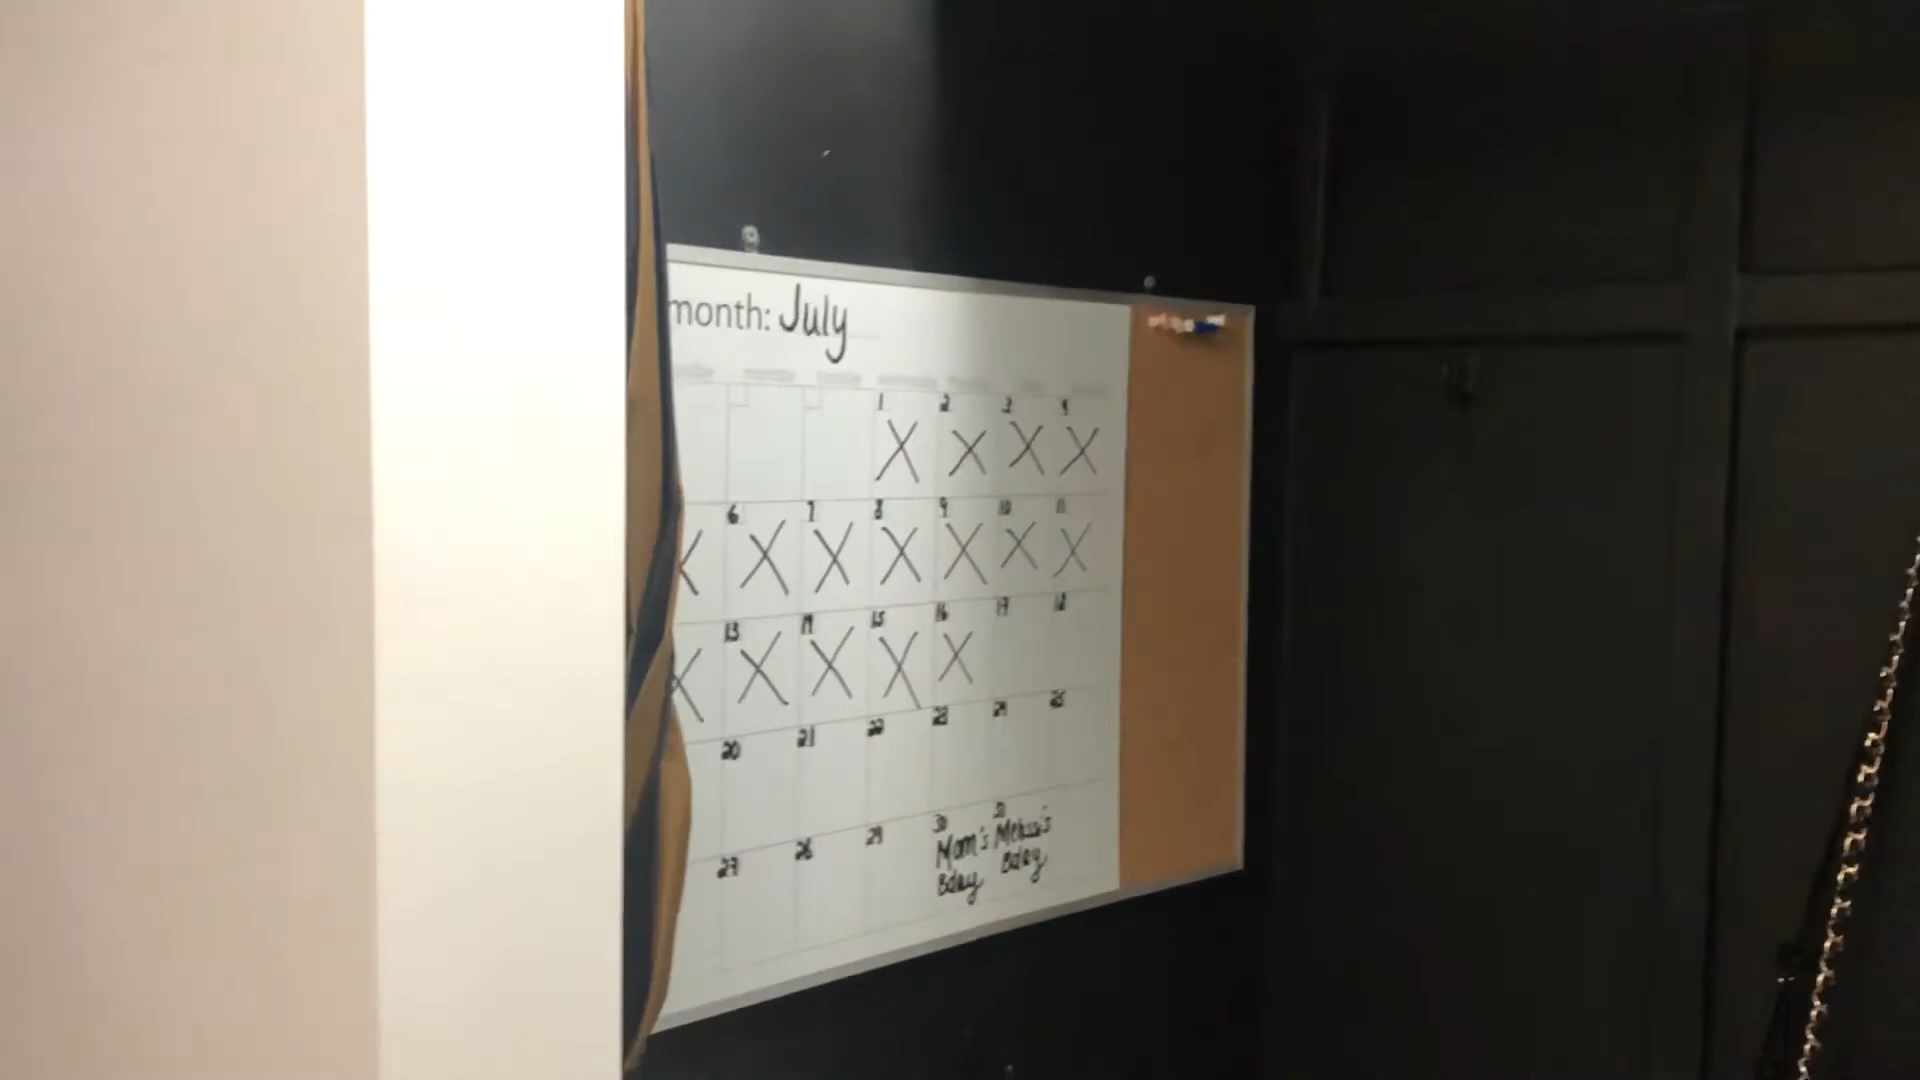 month: July
1 2 3 4
6 7 8 9 10 11
13 14 15 16 17 18
20 21 22 23 24 25
27 28 29 30 31
Mom's Melissa's
Bday Bday